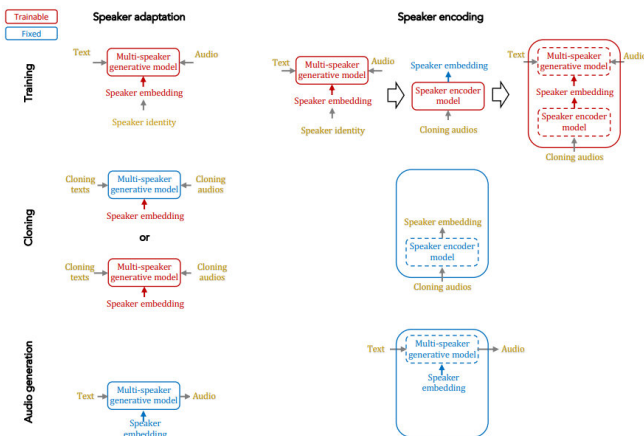 Speaker adaptation
Speaker encoding
Trainable
Fixed
Training
Text
Multi-speaker
generative model
Audio
Speaker embedding
Speaker identity
Text
Multi-speaker
generative model
Audio
Speaker embedding
Speaker identity
Speaker embedding
Speaker encoder
model
Cloning audios
Text
Multi-speaker
generative model
Audio
Speaker embedding
Speaker encoder
model
Cloning audios
Cloning
Cloning
texts
Multi-speaker
generative model
Cloning
audios
Speaker embedding
or
Cloning
texts
Multi-speaker
generative model
Cloning
audios
Speaker embedding
Speaker embedding
Speaker encoder
model
Cloning audios
Audio generation
Text
Multi-speaker
generative model
Audio
Speaker
embedding
Text
Multi-speaker
generative model
Audio
Speaker
embedding